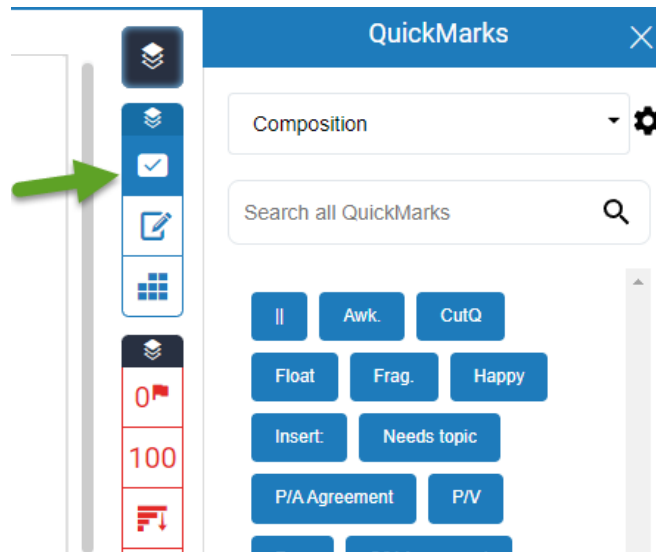 QuickMarks
Composition
Search all QuickMarks
|| Awk. CutQ
Float Frag. Happy
0
Insert: Needs topic
100
P/A Agreement P/V